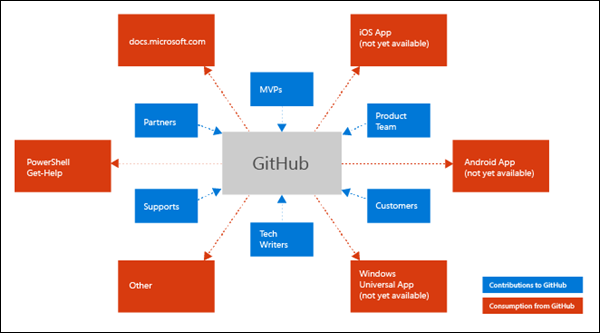 docs.microsoft.com
iOS App
(not yet available)
MVPs
Partners
Product
Team
PowerShell
Get-Help
GitHub
Android App
(not yet available)
Supports
Customers
Tech
Writers
Other
Windows
Universal App
(not yet available)
Contributions to GitHub
Consumption from GitHub